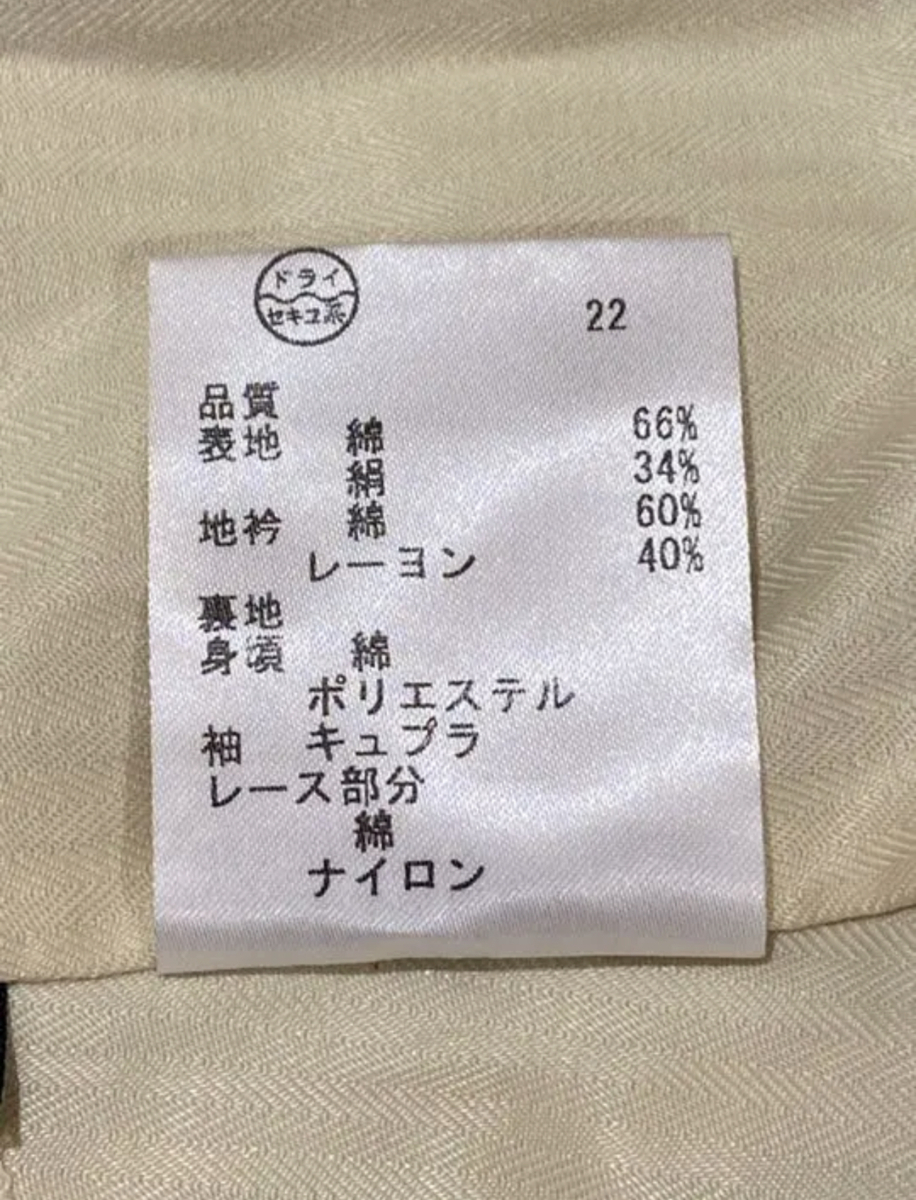 ドライ
セキユ系
22
品質
表地 綿 66%
絹 34%
地衿 綿 60%
レーヨン 40%
裏地
身頃 綿
ポリエステル
袖 キュプラ
レース部分
綿
ナイロン